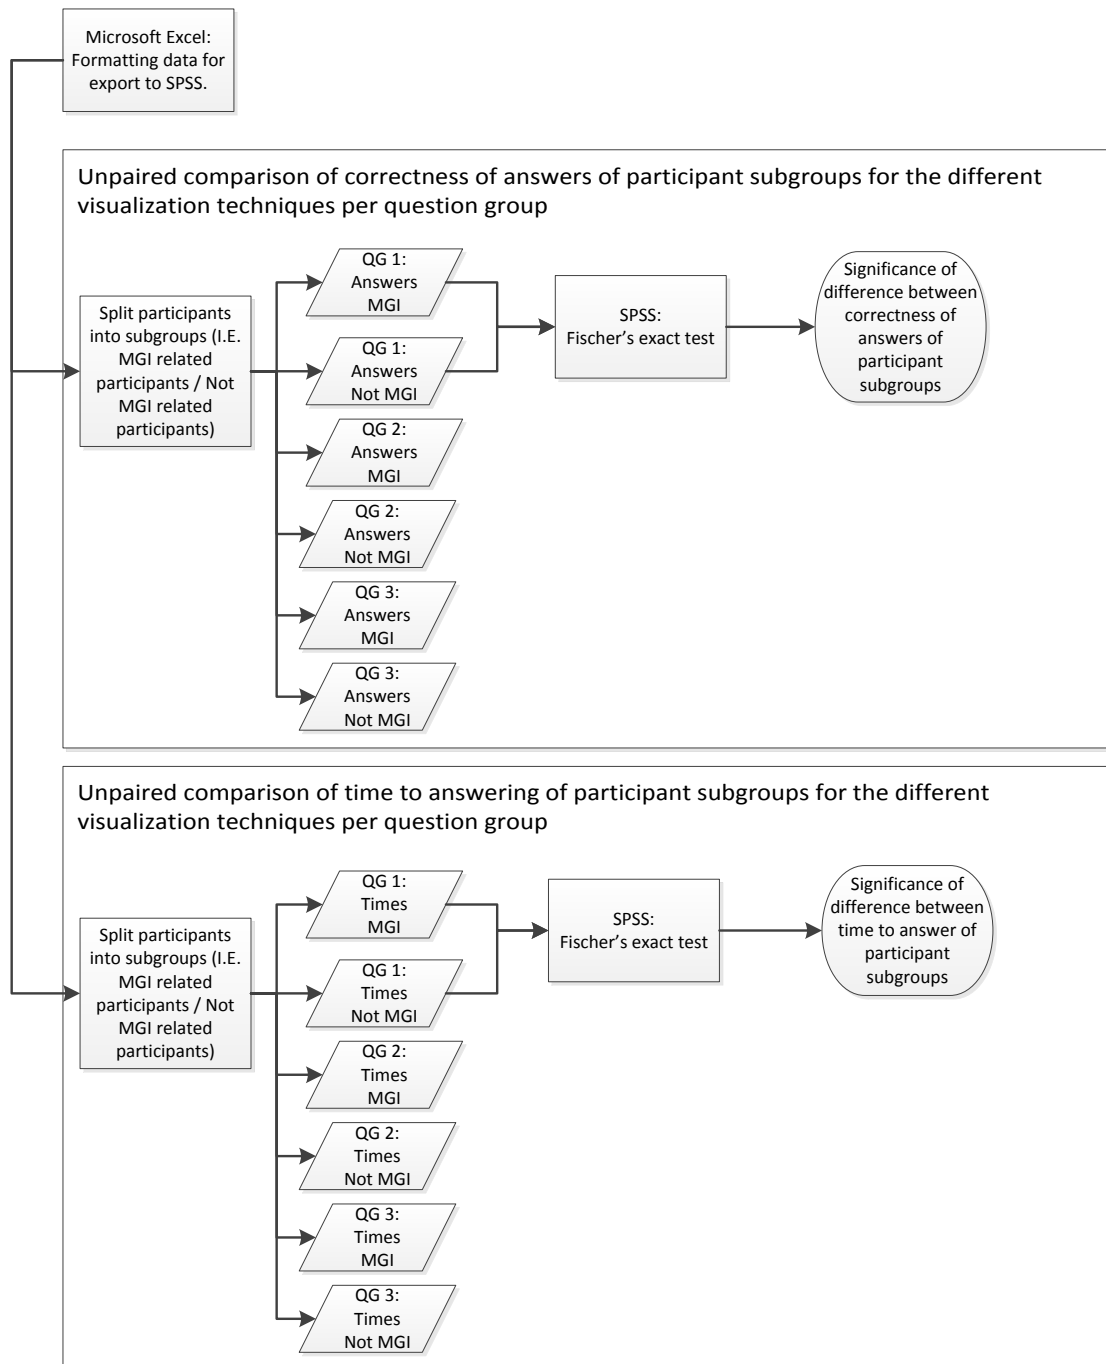 Microsoft Excel:
Formatting data for
export to SPSS.
Unpaired comparison of correctness of answers of participant subgroups for the different
visualization techniques per question group
Split participants
into subgroups (I.E.
MGI related
participants / Not
MGI related
participants)
QG 1:
Answers
MGI
QG 1:
Answers
Not MGI
QG 2:
Answers
MGI
QG 2:
Answers
Not MGI
QG 3:
Answers
MGI
QG 3:
Answers
Not MGI
SPSS:
Fischer's exact test
Significance of
difference between
correctness of
answers of
participant
subgroups
Unpaired comparison of time to answering of participant subgroups for the different
visualization techniques per question group
Split participants
into subgroups (I.E.
MGI related
participants / Not
MGI related
participants)
QG 1:
Times
MGI
QG 1:
Times
Not MGI
QG 2:
Times
MGI
QG 2:
Times
Not MGI
QG 3:
Times
MGI
QG 3:
Times
Not MGI
SPSS:
Fischer's exact test
Significance of
difference between
time to answer of
participant
subgroups